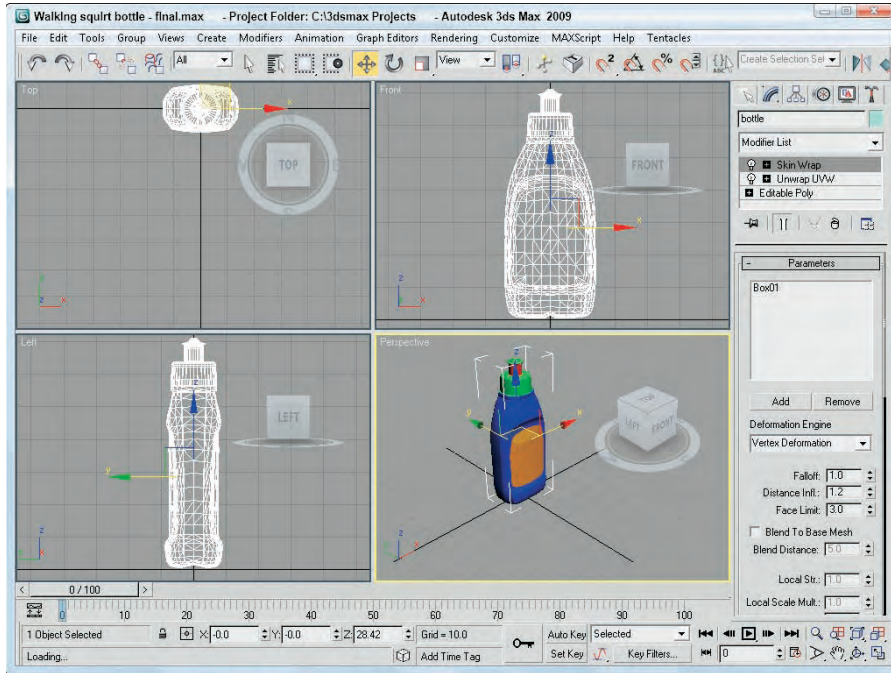 Walking squirt bottle - final.max - Project Folder: C:\3dsmax Projects - Autodesk 3ds Max 2009
File Edit Tools Group Views Create Modifiers Animation Graph Editors Rendering Customize MAXScript Help Tentacles
All
View
Create Selection Set
Top
TOP
x
z x
Front
FRONT
z
x
z
x
Left
LEFT
z
y
z
Perspective
TOP
LEFT FRONT
z
y x
z
bottle
Modifier List
Skin Wrap
Unwrap UVW
Editable Poly
Parameters
Box01
Add Remove
Deformation Engine
Vertex Deformation
Falloff: 1.0
Distance Infl.: 1.2
Face Limit: 3.0
Blend To Base Mesh
Blend Distance: 5.0
Local Str.: 1.0
Local Scale Mult.: 1.0
< 0 / 100 >
0 10 20 30 40 50 60 70 80 90 100
1 Object Selected X: -0.0 Y: -0.0 Z: 28.42 Grid = 10.0 Auto Key Selected
Loading... Add Time Tag Set Key Key Filters... 0